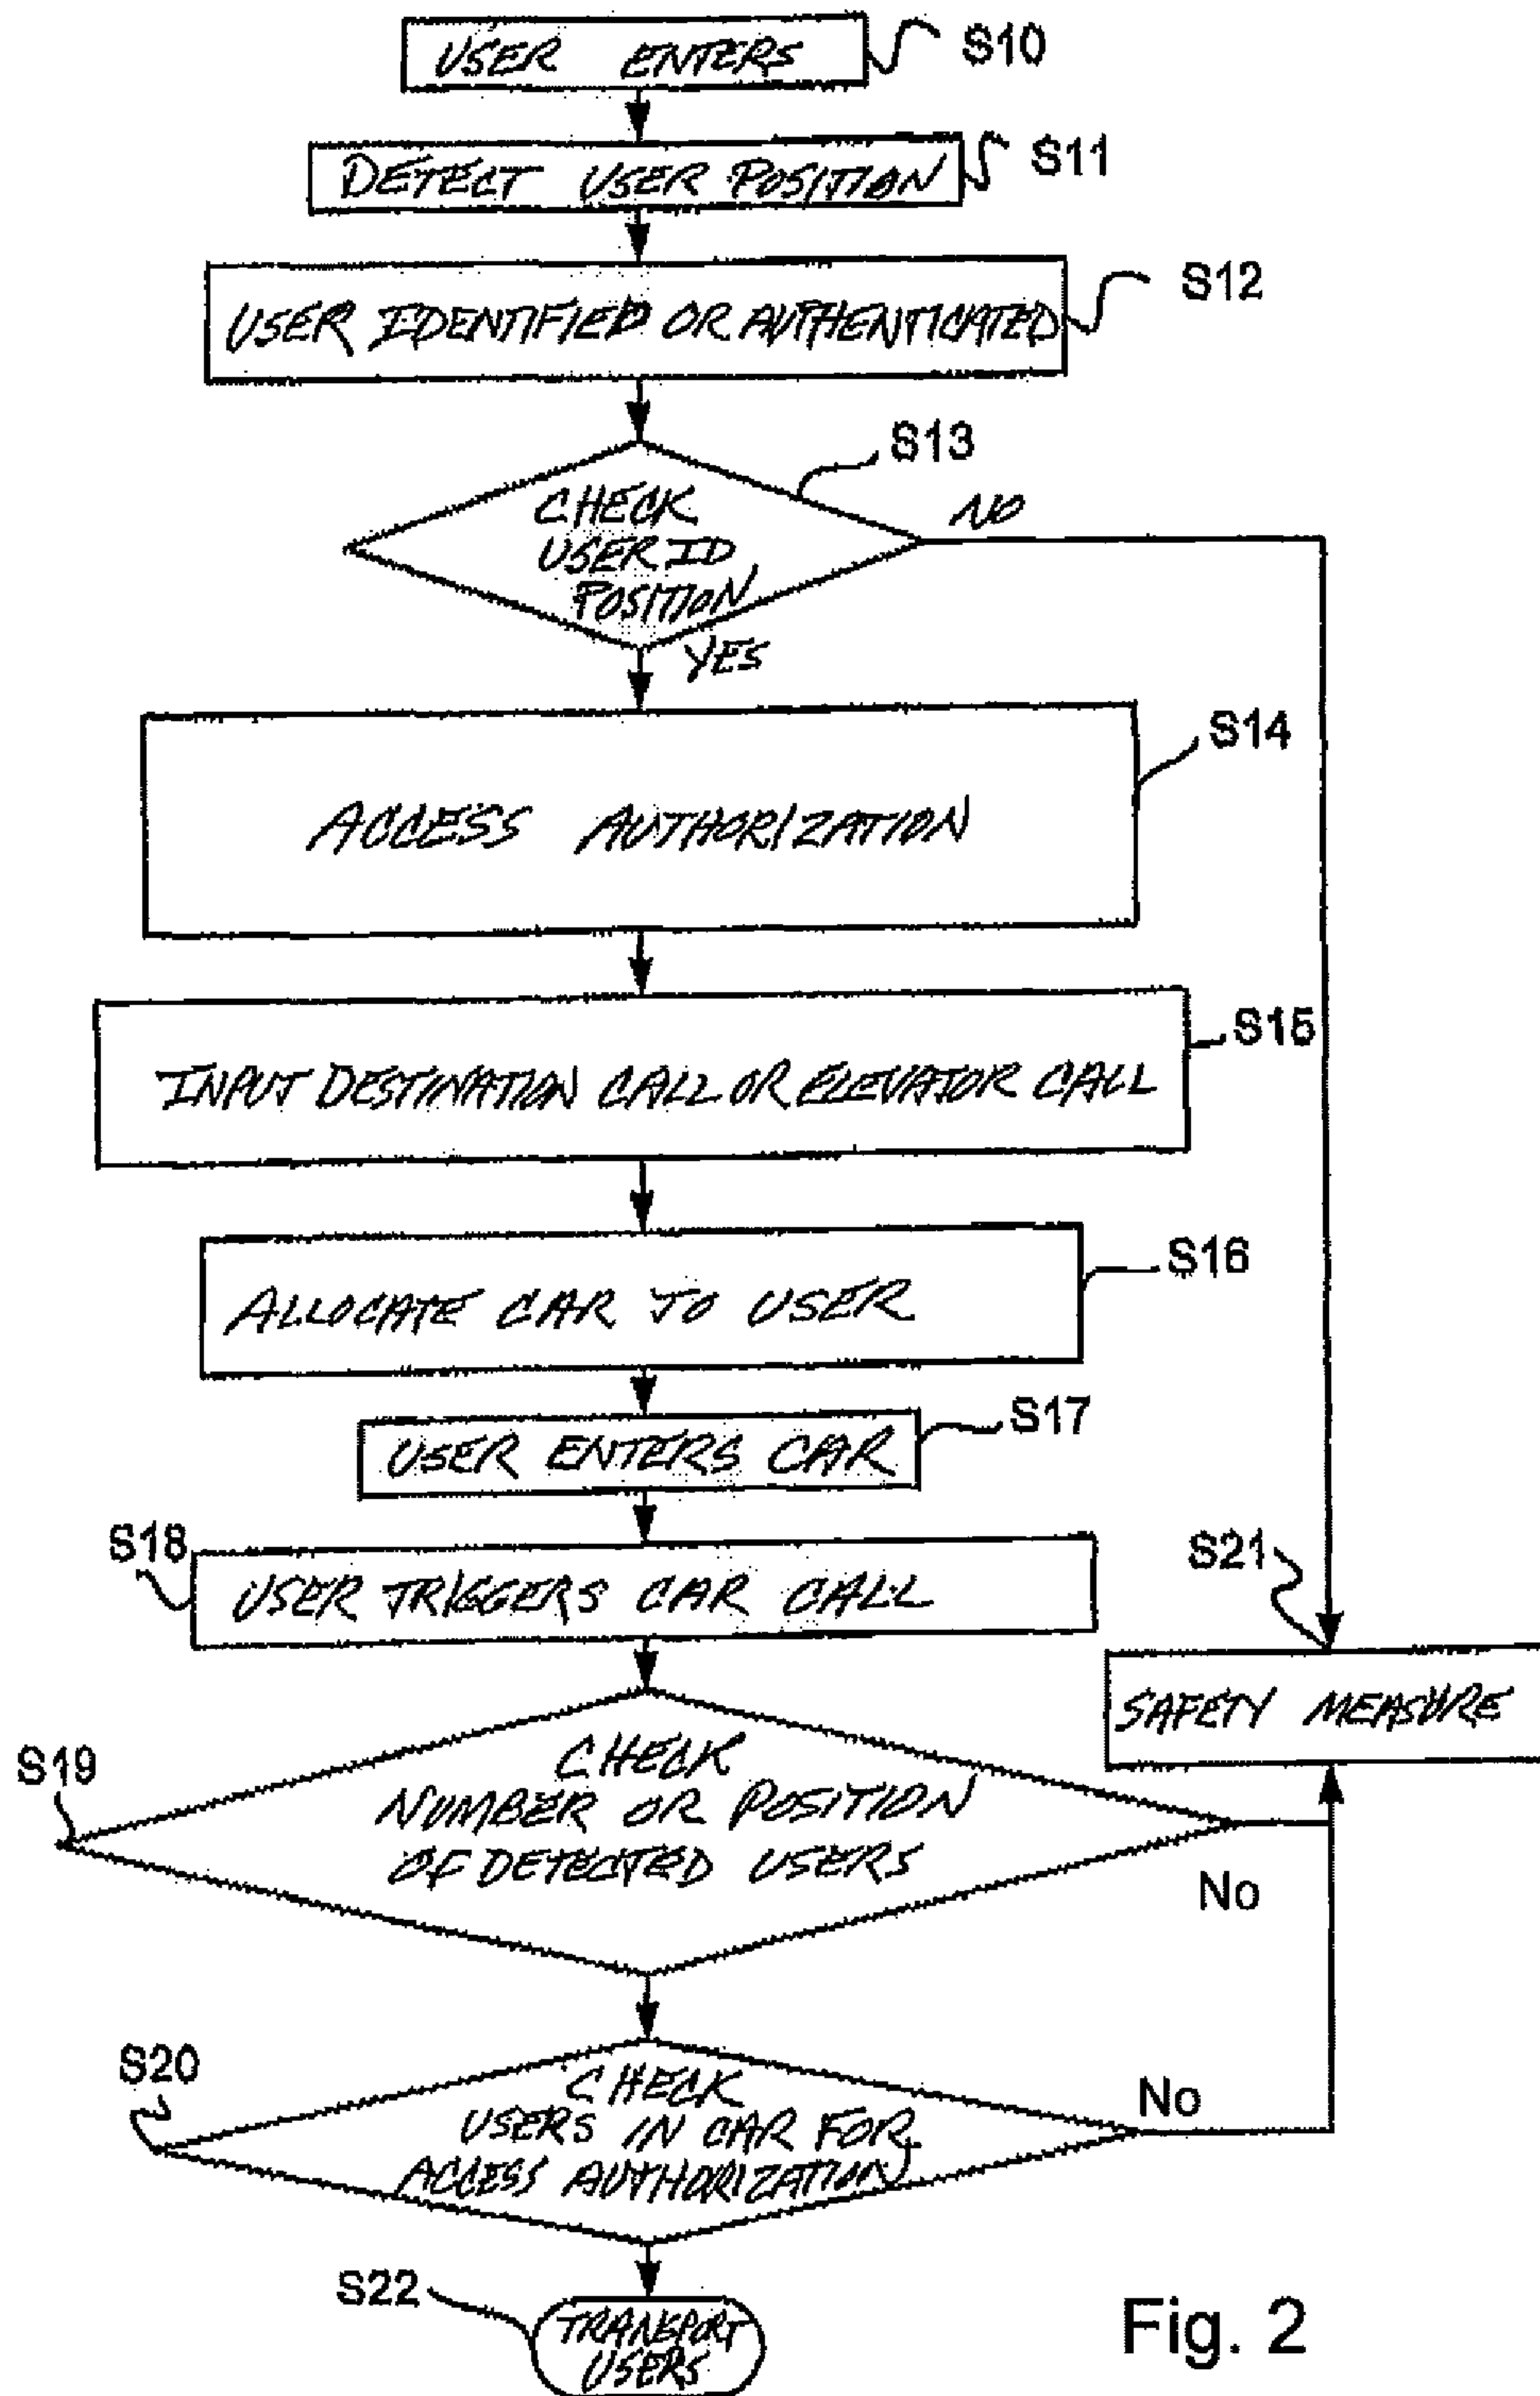 USER ENTERS
S10
DETECT USER POSITION
S11
USER IDENTIFIED OR AUTHENTICATED
S12
S13
CHECK
USER ID
POSITION
NO
YES
S14
ACCESS AUTHORIZATION
S15
INPUT DESTINATION CALL OR ELEVATOR CALL
S16
ALLOCATE CAR TO USER
S17
USER ENTERS CAR
S18
USER TRIGGERS CAR CALL
S21
SAFETY MEASURE
S19
CHECK
NUMBER OR POSITION
OF DETECTED USERS
No
S20
CHECK
USERS IN CAR FOR
ACCESS AUTHORIZATION
No
S22
TRANSPORT
USERS
Fig. 2